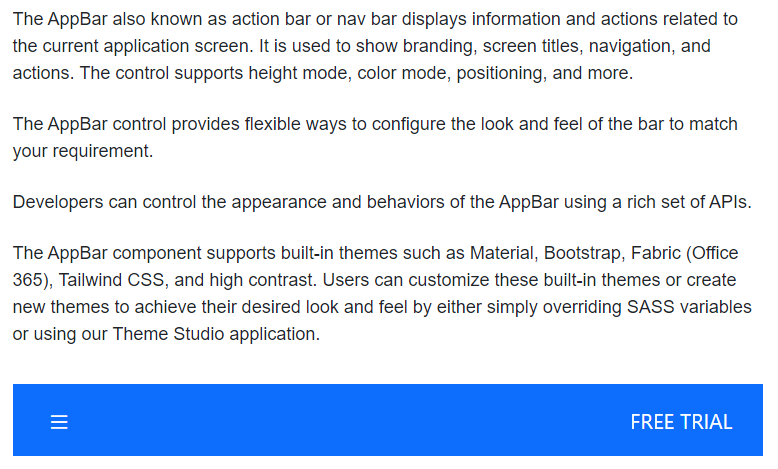 The AppBar also known as action bar or nav bar displays information and actions related to
the current application screen. It is used to show branding, screen titles, navigation, and
actions. The control supports height mode, color mode, positioning, and more.
The AppBar control provides flexible ways to configure the look and feel of the bar to match
your requirement.
Developers can control the appearance and behaviors of the AppBar using a rich set of APIs.
The AppBar component supports built-in themes such as Material, Bootstrap, Fabric (Office
365), Tailwind CSS, and high contrast. Users can customize these built-in themes or create
new themes to achieve their desired look and feel by either simply overriding SASS variables
or using our Theme Studio application.
FREE TRIAL